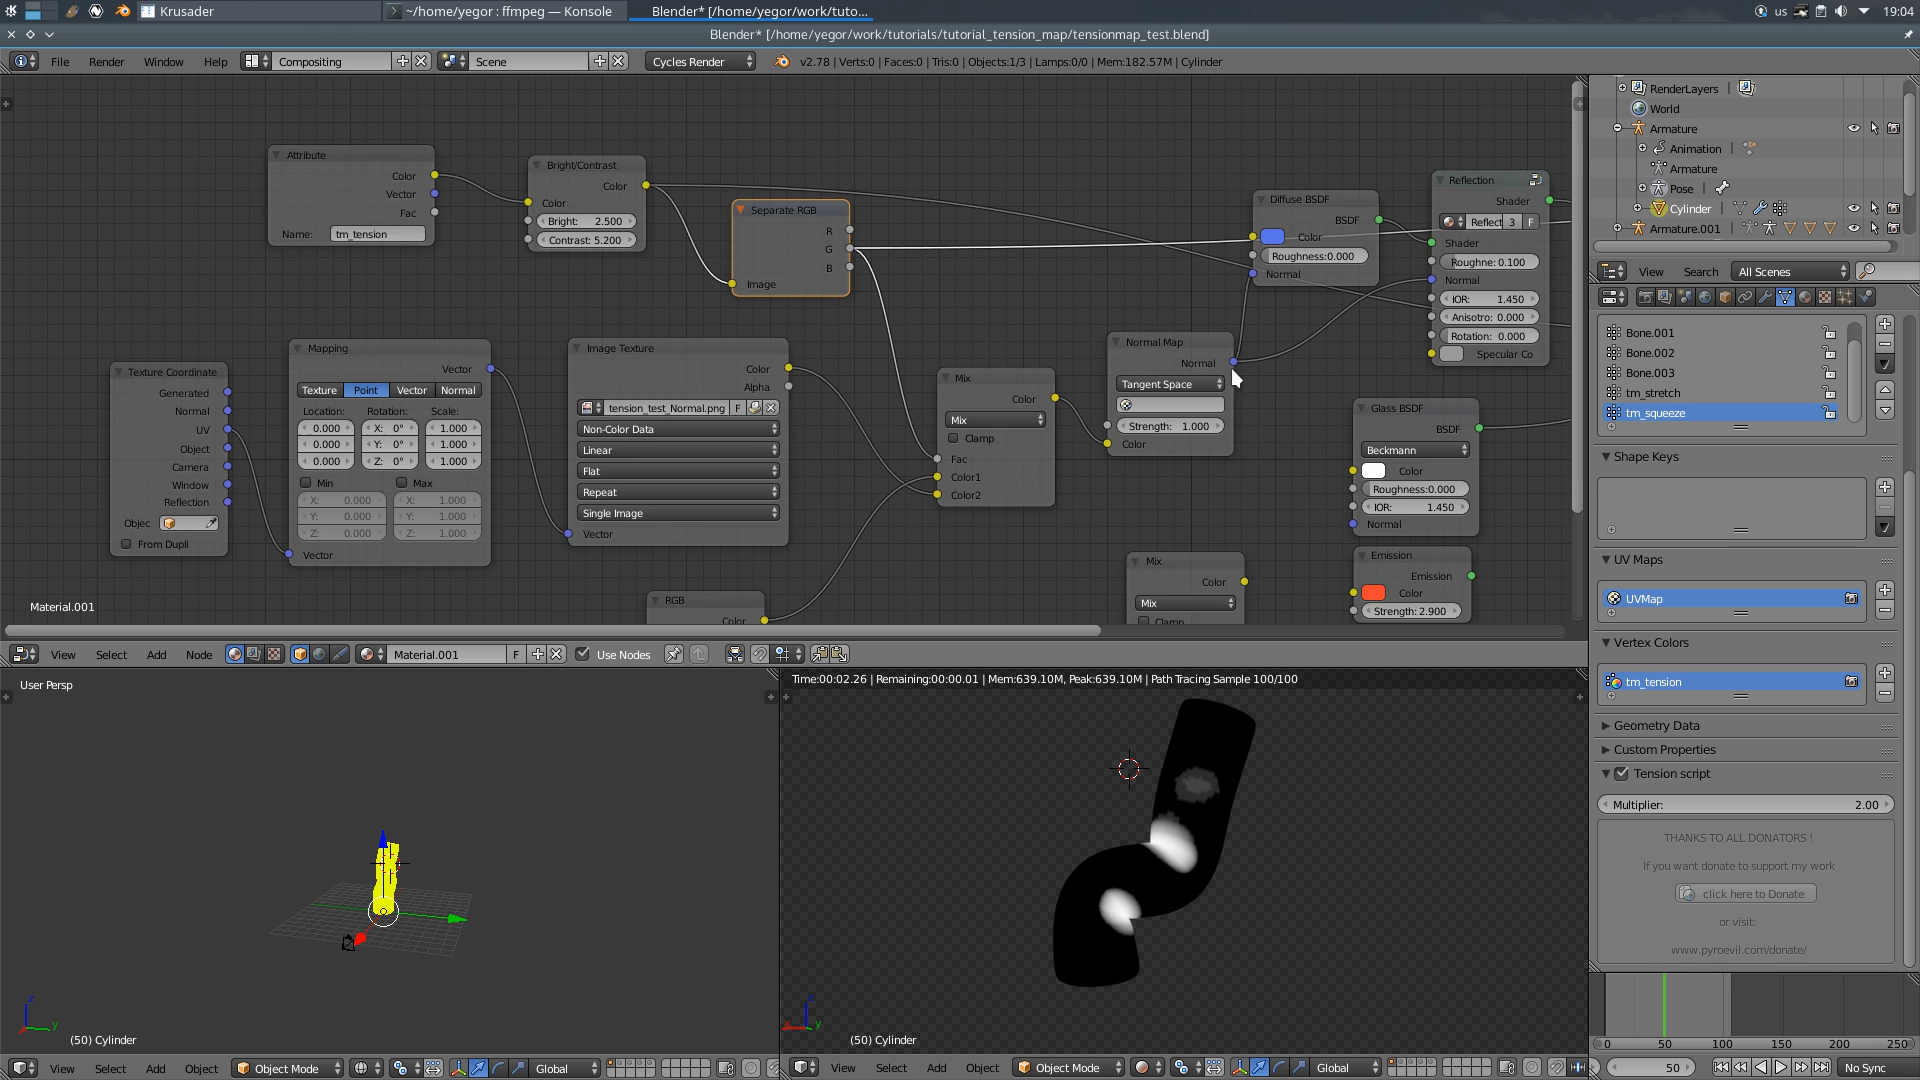 Krusader
~/home/yegor : ffmpeg — Konsole
Blender* [/home/yegor/work/tuto...
us
19:04
Blender* [/home/yegor/work/tutorials/tutorial_tension_map/tensionmap_test.blend]
File
Render
Window
Help
Compositing
Scene
Cycles Render
v2.78 | Verts:0 | Faces:0 | Tris:0 | Objects:1/3 | Lamps:0/0 | Mem:182.57M | Cylinder
Attribute
Color
Vector
Fac
Name:
tm_tension
Bright/Contrast
Color
Color
Bright: 2.500
Contrast: 5.200
Separate RGB
R
G
B
Image
Diffuse BSDF
BSDF
Color
Roughness:0.000
Normal
Reflection
Shader
Reflect 3 F
Shader
Roughne: 0.100
Normal
IOR: 1.450
Anisotro: 0.000
Rotation: 0.000
Specular Co
Texture Coordinate
Generated
Normal
UV
Object
Camera
Window
Reflection
Objec
From Dupli
Mapping
Vector
Texture Point Vector Normal
Location: Rotation: Scale:
0.000 X: 0° 1.000
0.000 Y: 0° 1.000
0.000 Z: 0° 1.000
Min Max
X: 0.000 X: 1.000
Y: 0.000 Y: 1.000
Z: 0.000 Z: 1.000
Vector
Image Texture
Color
Alpha
tension_test_Normal.png F
Non-Color Data
Linear
Flat
Repeat
Single Image
Vector
Mix
Color
Mix
Clamp
Fac
Color1
Color2
Normal Map
Normal
Tangent Space
Strength: 1.000
Color
Glass BSDF
BSDF
Beckmann
Color
Roughness:0.000
IOR: 1.450
Normal
Mix
Color
Mix
Clamp
Emission
Emission
Color
Strength: 2.900
RGB
Color
Material.001
View
Select
Add
Node
Material.001
F
Use Nodes
User Persp
(50) Cylinder
Time:00:02.26 | Remaining:00:00.01 | Mem:639.10M, Peak:639.10M | Path Tracing Sample 100/100
(50) Cylinder
z
y
y
View
Select
Add
Object
Object Mode
Global
View
Select
Add
Object
Object Mode
Global
RenderLayers
World
Armature
Animation
Armature
Pose
Cylinder
Armature.001
View
Search
All Scenes
Bone.001
Bone.002
Bone.003
tm_stretch
tm_squeeze
Shape Keys
UV Maps
UVMap
Vertex Colors
tm_tension
Geometry Data
Custom Properties
Tension script
Multiplier: 2.00
THANKS TO ALL DONATORS !
If you want donate to support my work
click here to Donate
or visit:
www.pyroevil.com/donate/
0 50 100 150 200 250
50
No Sync